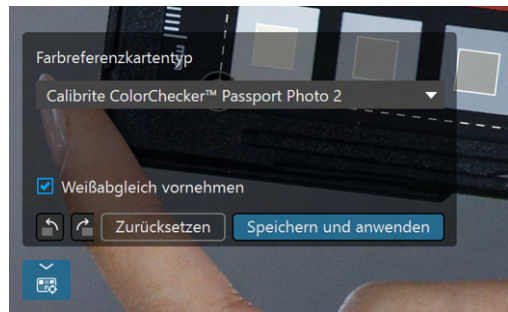 Farbreferenzkartentyp
Calibrite ColorChecker™ Passport Photo 2
Weißabgleich vornehmen
Zurücksetzen
Speichern und anwenden